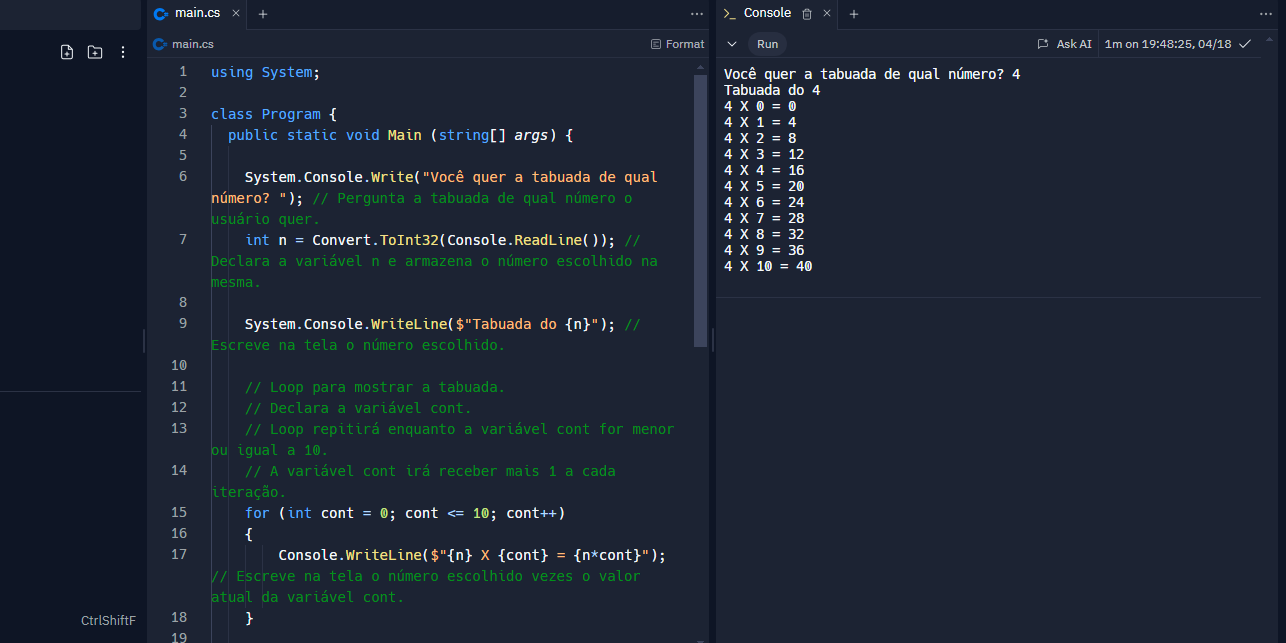 main.cs
Console
main.cs
Format
Run
Ask AI
1m on 19:48:25, 04/18
1 using System;
2
3 class Program {
4 public static void Main (string[] args) {
5
6 System.Console.Write("Você quer a tabuada de qual
número? "); // Pergunta a tabuada de qual número o
usuário quer.
7 int n = Convert.ToInt32(Console.ReadLine()); //
Declara a variável n e armazena o número escolhido na
mesma.
8
9 System.Console.WriteLine($"Tabuada do {n}"); //
Escreve na tela o número escolhido.
10
11 // Loop para mostrar a tabuada.
12 // Declara a variável cont.
13 // Loop repitirá enquanto a variável cont for menor
ou igual a 10.
14 // A variável cont irá receber mais 1 a cada
iteração.
15 for (int cont = 0; cont <= 10; cont++)
16 {
17 Console.WriteLine($"{n} X {cont} = {n*cont}");
// Escreve na tela o número escolhido vezes o valor
atual da variável cont.
18 }
19
CtrlShiftF
Você quer a tabuada de qual número? 4
Tabuada do 4
4 X 0 = 0
4 X 1 = 4
4 X 2 = 8
4 X 3 = 12
4 X 4 = 16
4 X 5 = 20
4 X 6 = 24
4 X 7 = 28
4 X 8 = 32
4 X 9 = 36
4 X 10 = 40